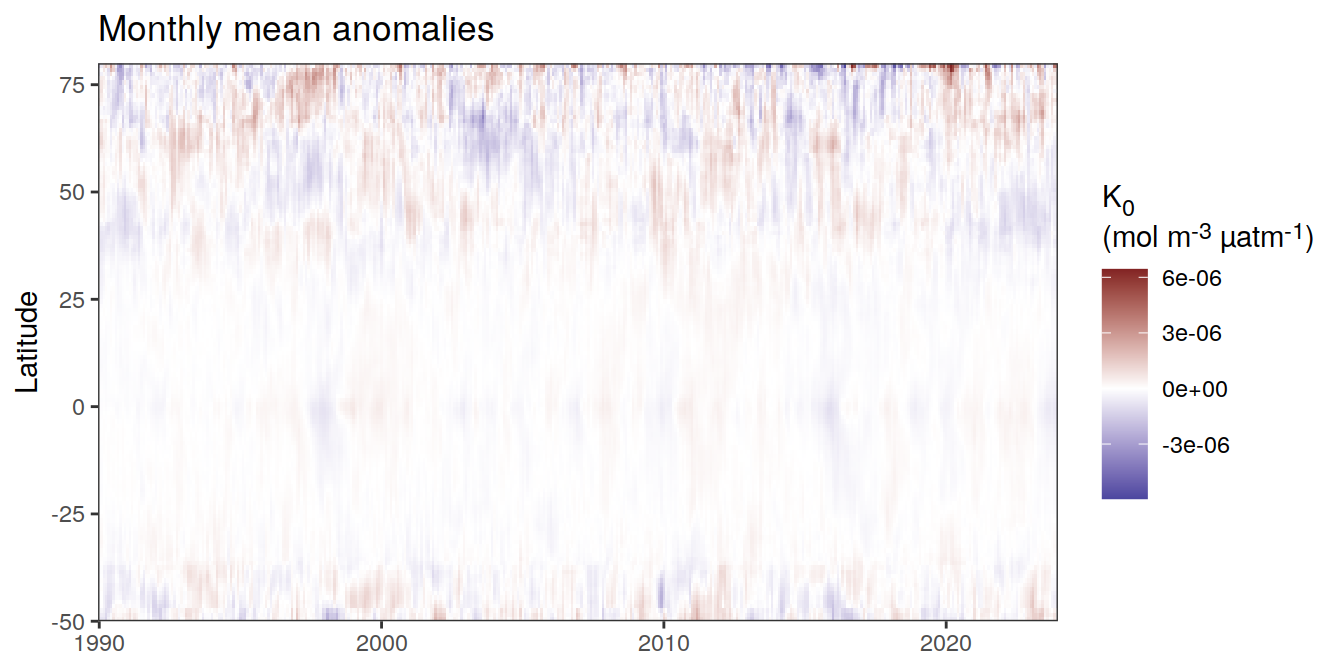 Monthly mean anomalies
Latitude
75
50
25
0
-25
-50
1990
2000
2010
2020
K₀
(mol m⁻³ µatm⁻¹)
6e-06
3e-06
0e+00
-3e-06